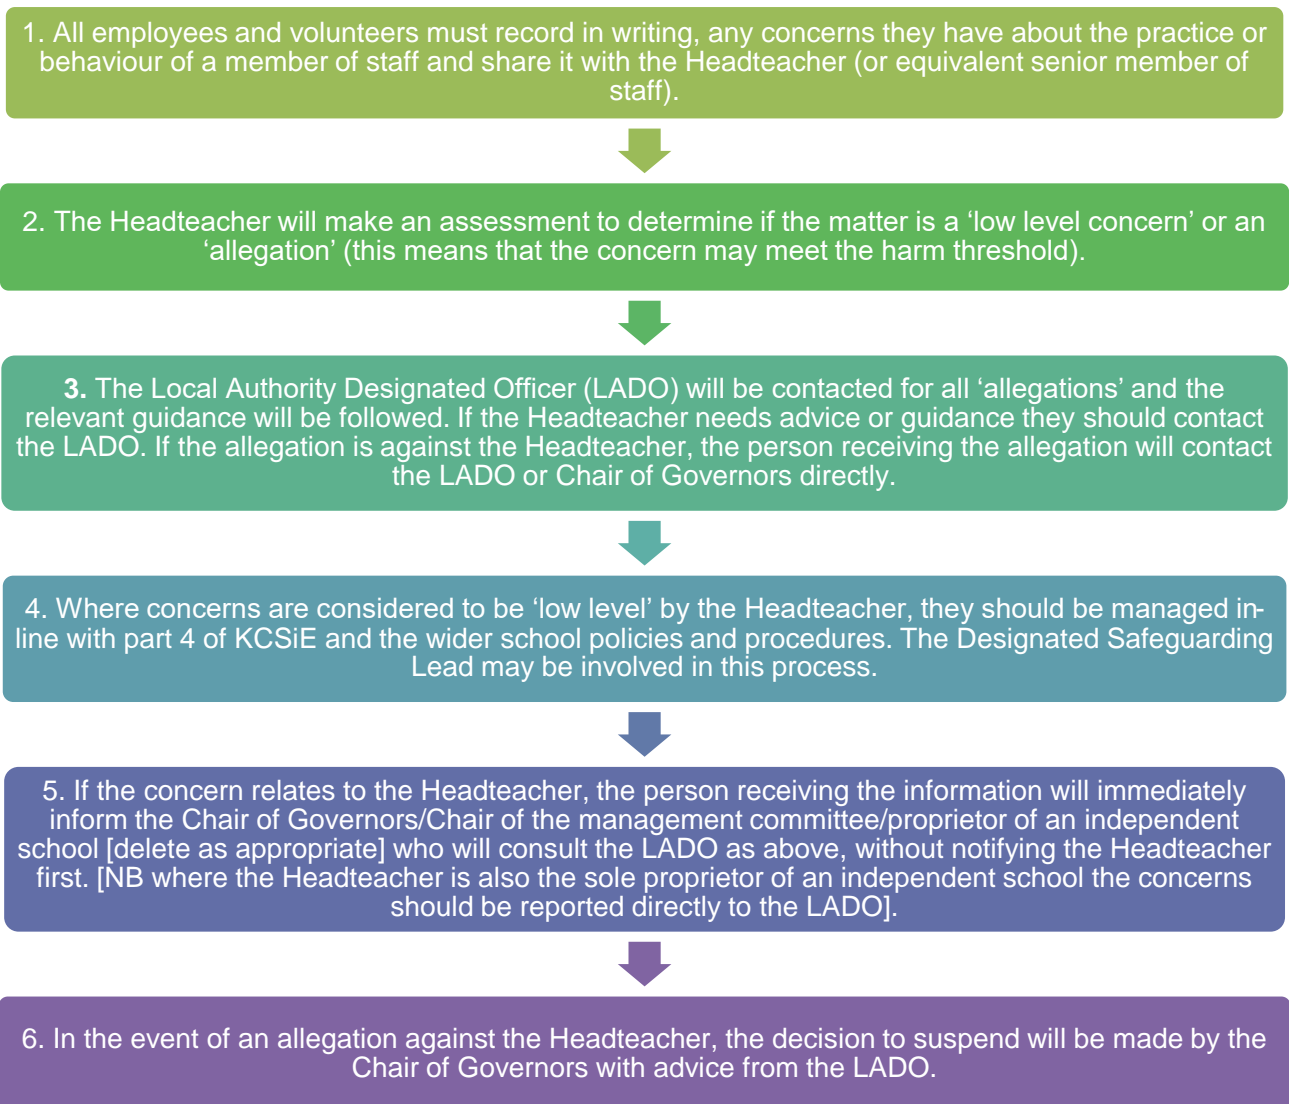 1. All employees and volunteers must record in writing, any concerns they have about the practice or
behaviour of a member of staff and share it with the Headteacher (or equivalent senior member of
staff).
2. The Headteacher will make an assessment to determine if the matter is a ‘low level concern’ or an
‘allegation’ (this means that the concern may meet the harm threshold).
3. The Local Authority Designated Officer (LADO) will be contacted for all ‘allegations’ and the
relevant guidance will be followed. If the Headteacher needs advice or guidance they should contact
the LADO. If the allegation is against the Headteacher, the person receiving the allegation will contact
the LADO or Chair of Governors directly.
4. Where concerns are considered to be ‘low level’ by the Headteacher, they should be managed in-
line with part 4 of KCSiE and the wider school policies and procedures. The Designated Safeguarding
Lead may be involved in this process.
5. If the concern relates to the Headteacher, the person receiving the information will immediately
inform the Chair of Governors/Chair of the management committee/proprietor of an independent
school [delete as appropriate] who will consult the LADO as above, without notifying the Headteacher
first. [NB where the Headteacher is also the sole proprietor of an independent school the concerns
should be reported directly to the LADO].
6. In the event of an allegation against the Headteacher, the decision to suspend will be made by the
Chair of Governors with advice from the LADO.